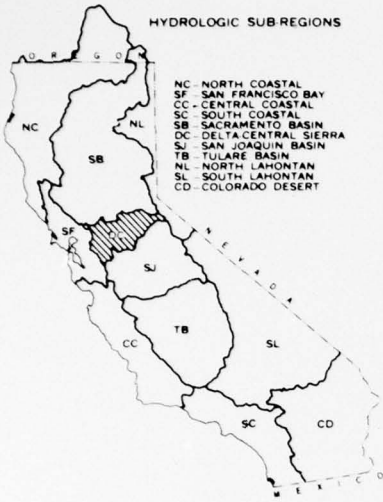 HYDROLOGIC SUB-REGIONS
OREGON
NC - NORTH COASTAL
SF - SAN FRANCISCO BAY
CC - CENTRAL COASTAL
SC - SOUTH COASTAL
SB - SACRAMENTO BASIN
DC - DELTA-CENTRAL SIERRA
SJ - SAN JOAQUIN BASIN
TB - TULARE BASIN
NL - NORTH LAHONTAN
SL - SOUTH LAHONTAN
CD - COLORADO DESERT
NC
NL
SB
SF
DC
NEVADA
SJ
TB
CC
SL
SC
CD
MEXICO